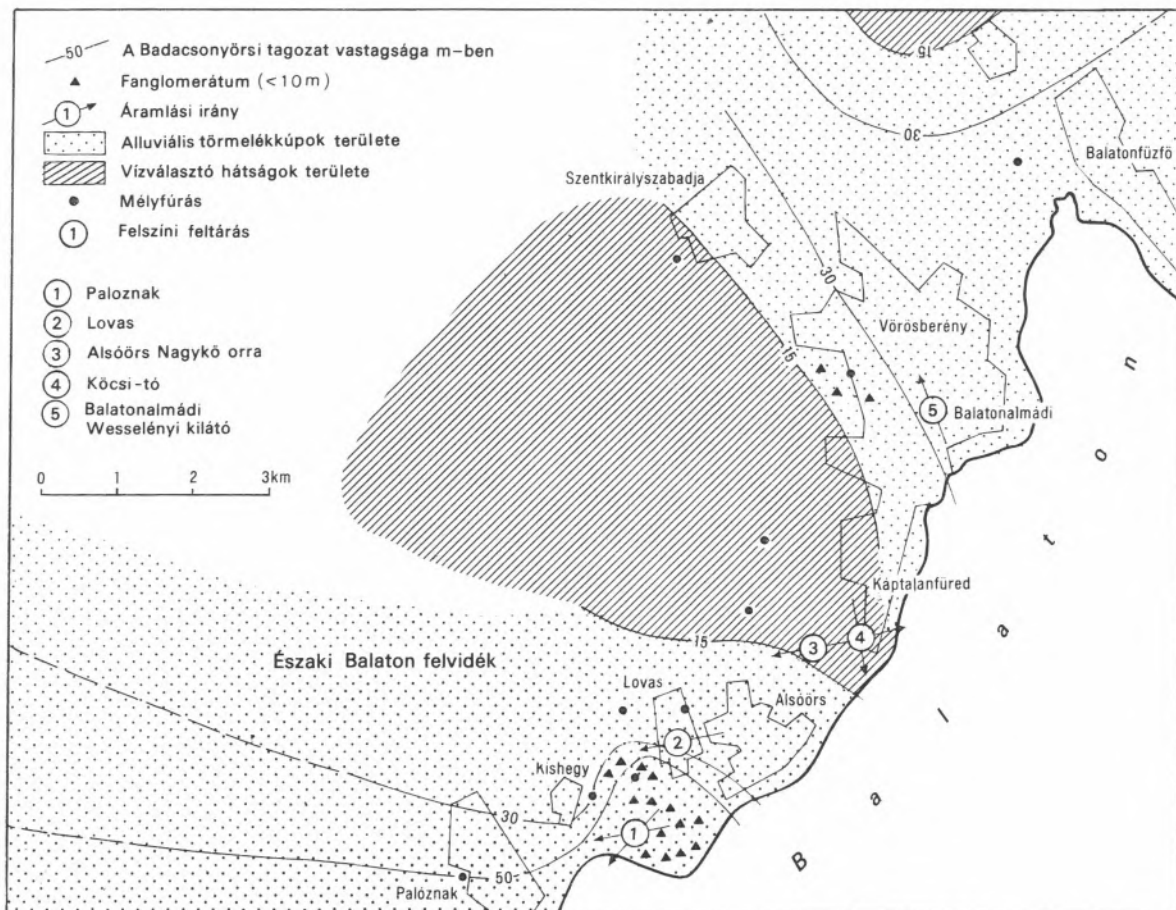 50 A Badacsonyörsi tagozat vastagsága m-ben
Fanglomerátum (<10m)
1 Áramlási irány
Alluviális törmelékkúpok területe
Vízválasztó hátságok területe
Mélyfúrás
1 Felszíni feltárás
1 Paloznak
2 Lovas
3 Alsóörs Nagykő orra
4 Köcsi-tó
5 Balatonalmádi
Wesselényi kilátó
0 1 2 3km
15
30
Balatonfűzfő
Szentkirályszabadja
30
Vörösberény
15
5 Balatonalmádi
Káptalanfüred
4
3
15
Északi Balaton felvidék
Lovas
Alsóörs
2
Kishegy
30
1
50
Palóznak
Balaton